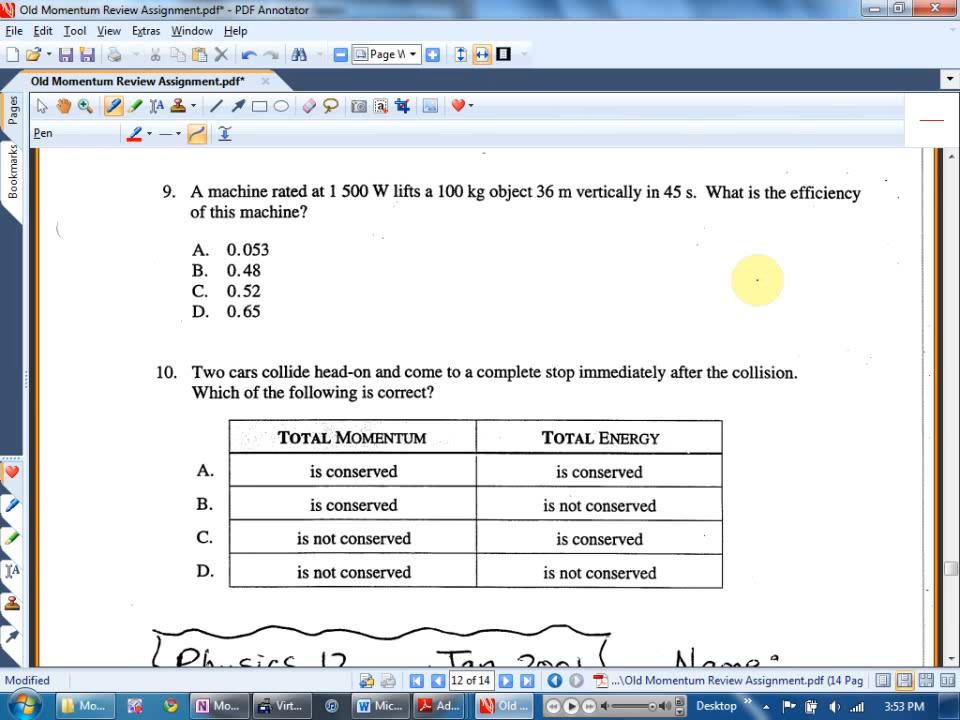 Old Momentum Review Assignment.pdf* - PDF Annotator
File Edit Tool View Extras Window Help
Page W
Old Momentum Review Assignment.pdf*
Pen
Pages
Bookmarks
9. A machine rated at 1 500 W lifts a 100 kg object 36 m vertically in 45 s. What is the efficiency
of this machine?
A. 0.053
B. 0.48
C. 0.52
D. 0.65
10. Two cars collide head-on and come to a complete stop immediately after the collision.
Which of the following is correct?
TOTAL MOMENTUM TOTAL ENERGY
A. is conserved is conserved
B. is conserved is not conserved
C. is not conserved is conserved
D. is not conserved is not conserved
Physics 12 Jan 2001 Name:
Modified 12 of 14 ...\Old Momentum Review Assignment.pdf (14 Pag
Mo... Mo... Virt... Mic... Ad... Old ... Desktop 3:53 PM